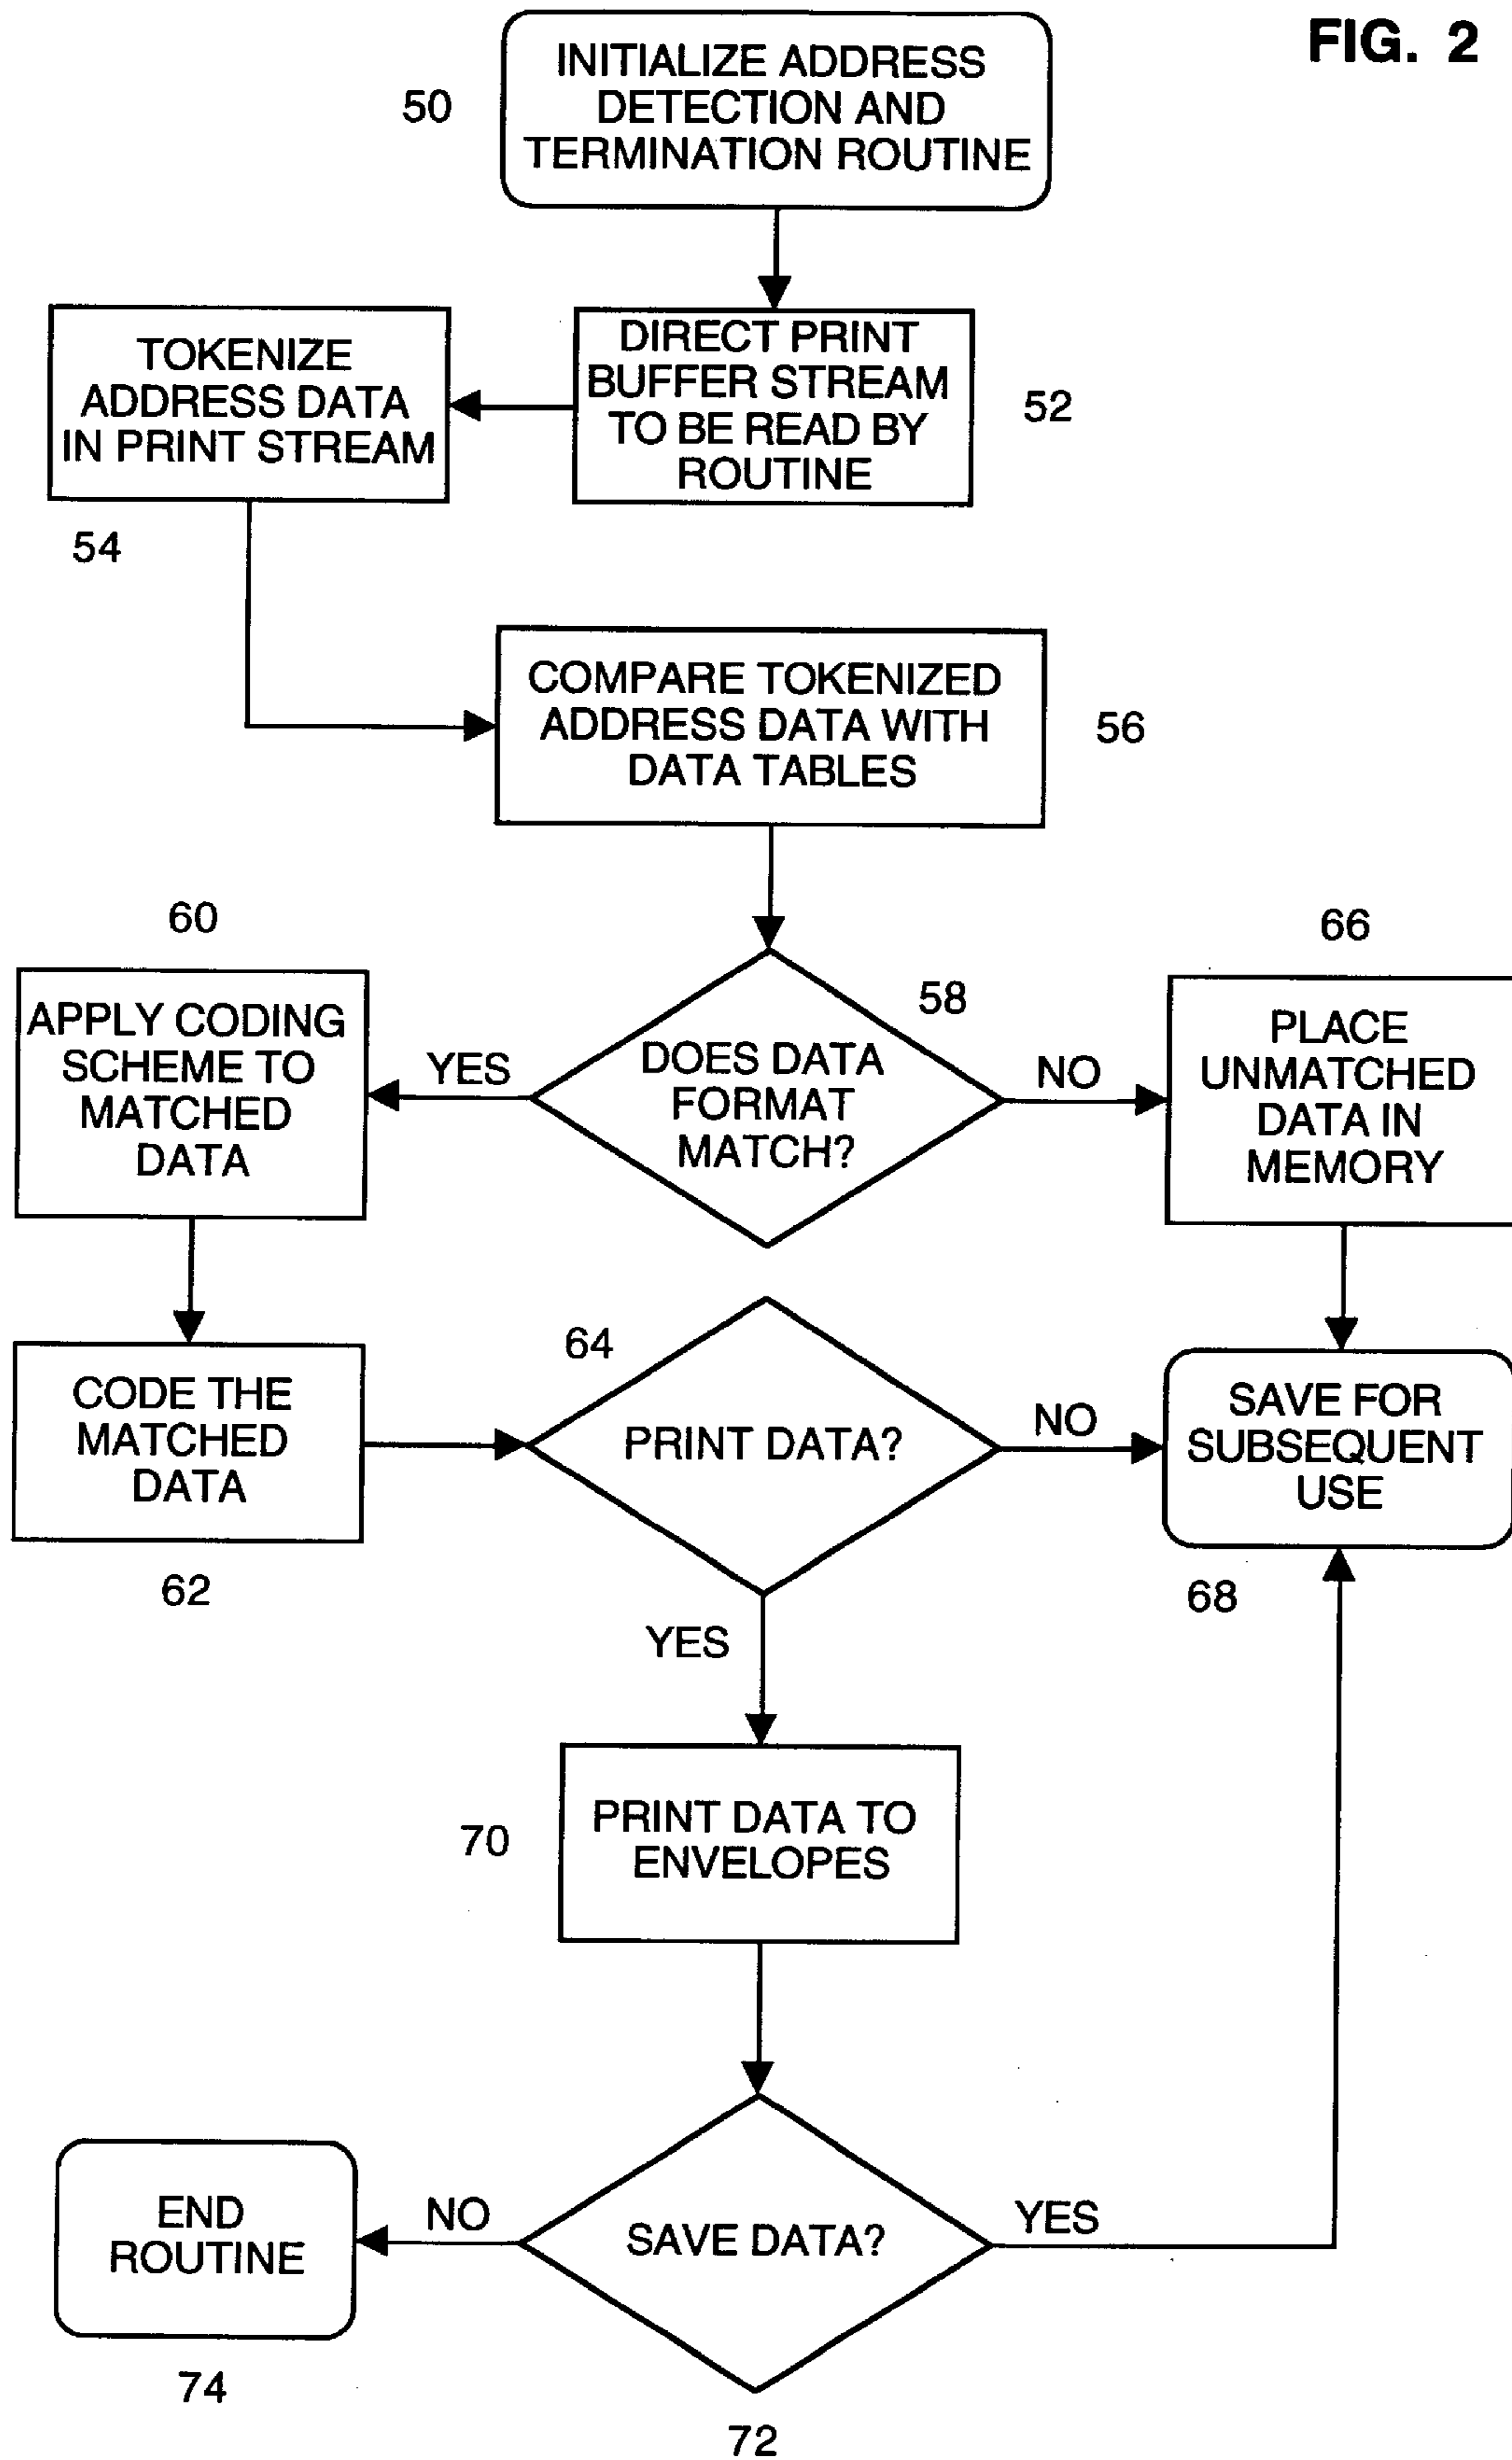 FIG. 2
50
INITIALIZE ADDRESS
DETECTION AND
TERMINATION ROUTINE
TOKENIZE
ADDRESS DATA
IN PRINT STREAM
54
DIRECT PRINT
BUFFER STREAM
TO BE READ BY
ROUTINE
52
COMPARE TOKENIZED
ADDRESS DATA WITH
DATA TABLES
56
60
APPLY CODING
SCHEME TO
MATCHED
DATA
YES
58
DOES DATA
FORMAT
MATCH?
NO
66
PLACE
UNMATCHED
DATA IN
MEMORY
CODE THE
MATCHED
DATA
62
64
PRINT DATA?
NO
SAVE FOR
SUBSEQUENT
USE
68
YES
70
PRINT DATA TO
ENVELOPES
END
ROUTINE
74
NO
SAVE DATA?
YES
72